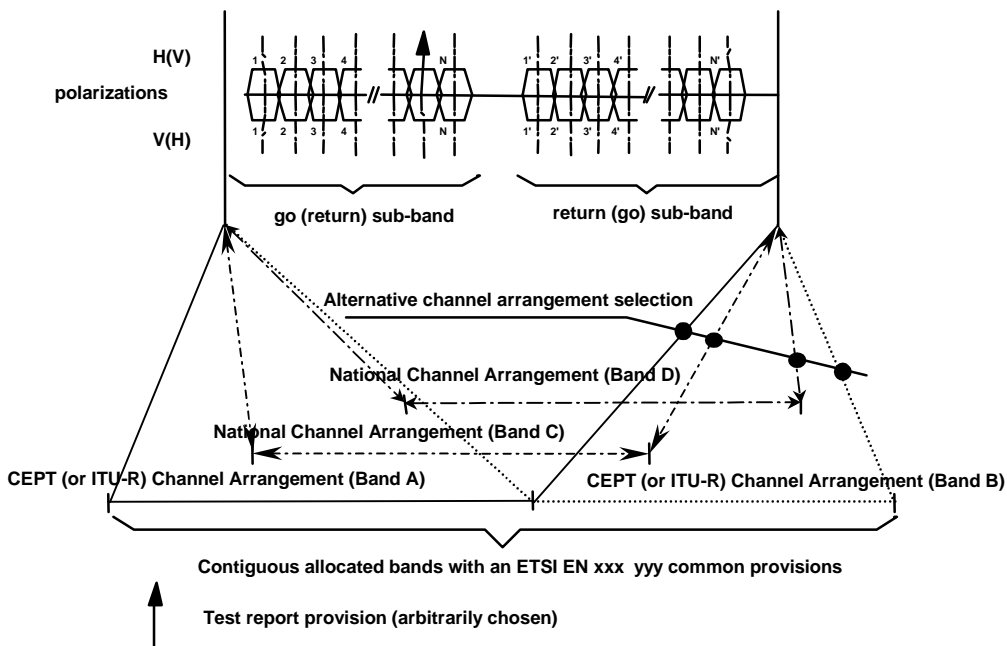 H(V)
1 2 3 4 N 1' 2' 3' 4' N'
polarizations
1 2 3 4 N 1' 2' 3' 4' N'
V(H)
go (return) sub-band
return (go) sub-band
Alternative channel arrangement selection
National Channel Arrangement (Band D)
National Channel Arrangement (Band C)
CEPT (or ITU-R) Channel Arrangement (Band A)
CEPT (or ITU-R) Channel Arrangement (Band B)
Contiguous allocated bands with an ETSI EN xxx yyy common provisions
Test report provision (arbitrarily chosen)